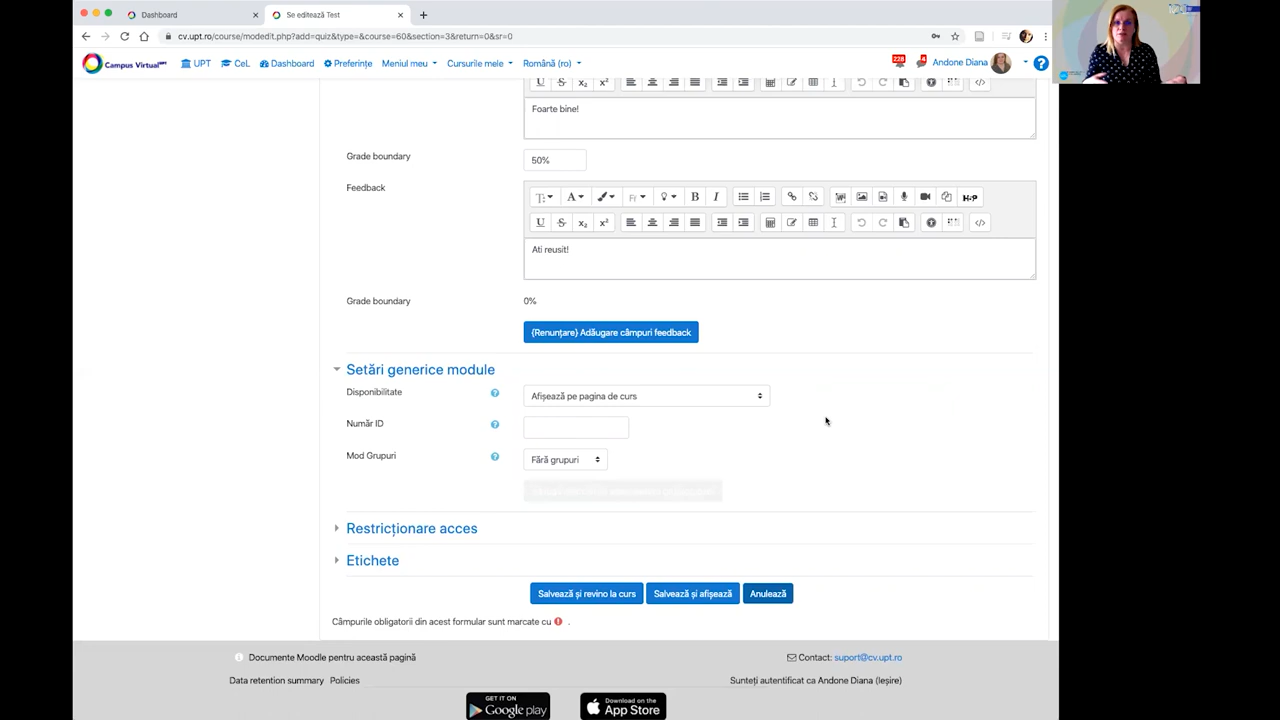 Dashboard
Se editează Test
cv.upt.ro/course/modedit.php?add=quiz&type=&course=60&section=3&return=0&sr=0
Campus Virtual UPT
UPT
CeL
Dashboard
Preferințe
Meniul meu
Cursurile mele
Română (ro)
228
4
Andone Diana
Foarte bine!
Grade boundary
50%
Feedback
H-P
Ati reusit!
Grade boundary
0%
{Renunțare} Adăugare câmpuri feedback
Setări generice module
Disponibilitate
Afișează pe pagina de curs
Număr ID
Mod Grupuri
Fără grupuri
Restricționare acces
Etichete
Salvează și revino la curs
Salvează și afișează
Anulează
Câmpurile obligatorii din acest formular sunt marcate cu .
Documente Moodle pentru această pagină
Contact: suport@cv.upt.ro
Data retention summary
Policies
Sunteți autentificat ca Andone Diana (Ieșire)
GET IT ON
Google play
Download on the
App Store